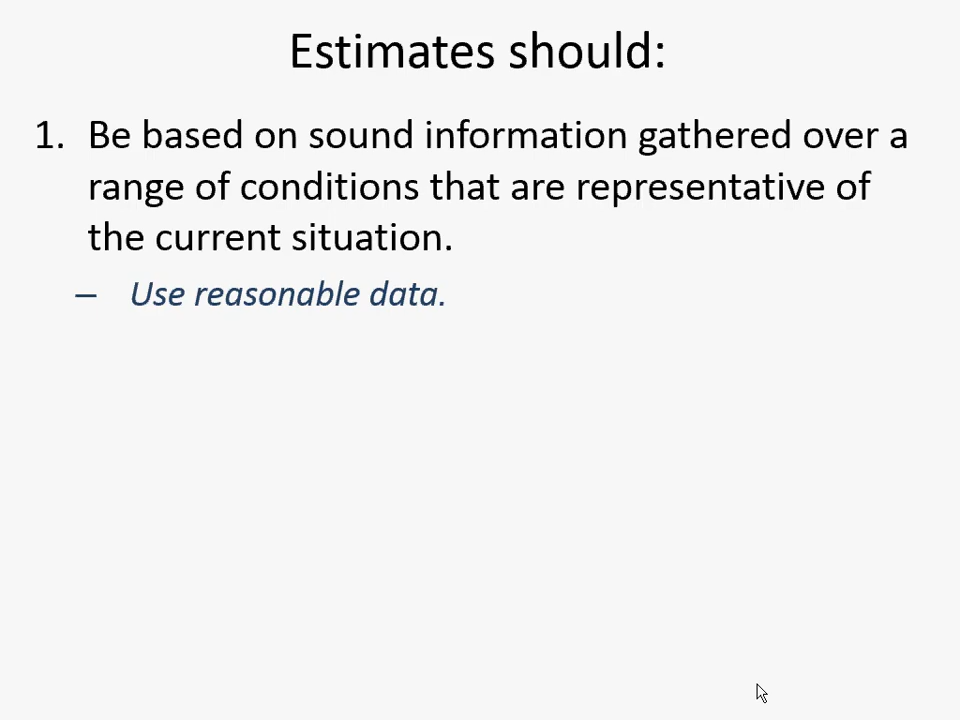 Estimates should:
1. Be based on sound information gathered over a
range of conditions that are representative of
the current situation.
– Use reasonable data.